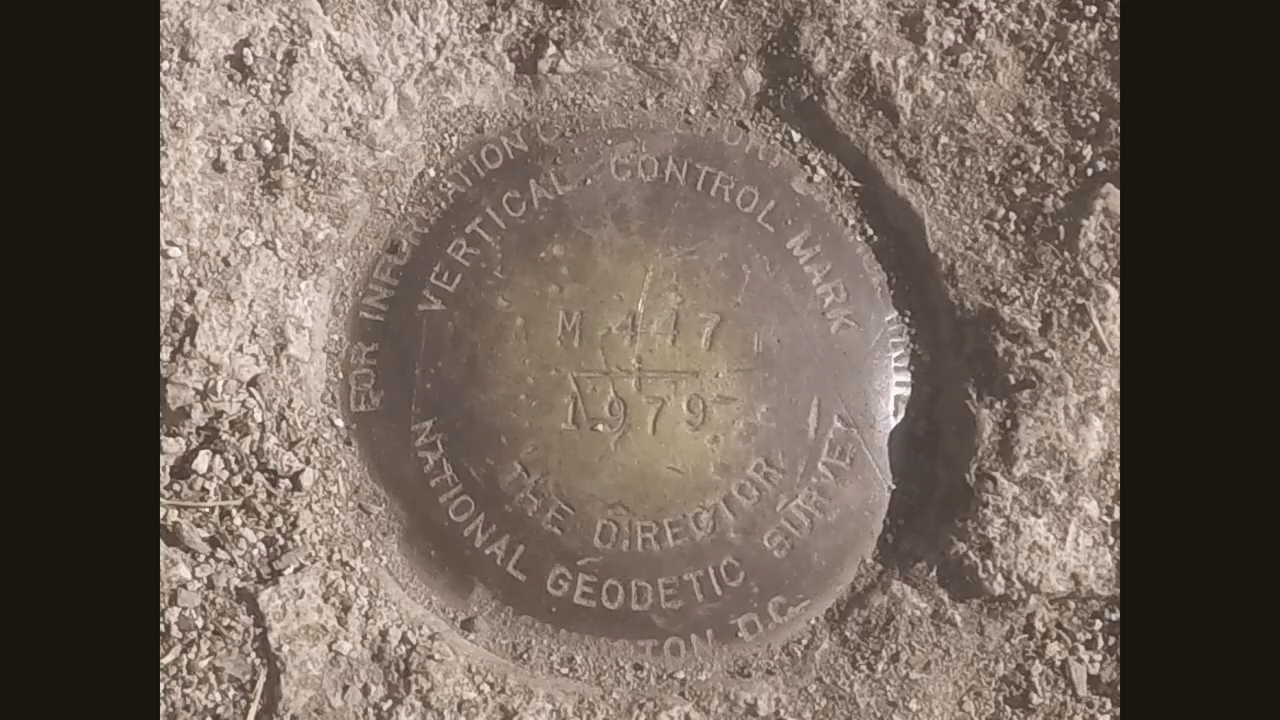 FOR INFORMATION
VERTICAL CONTROL MARK
M 447
1979
THE DIRECTOR
NATIONAL GEODETIC SURVEY
D.C.